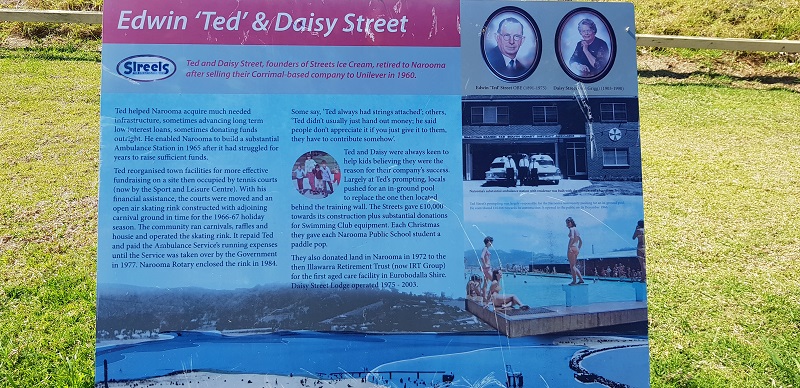 Edwin 'Ted' & Daisy Street
Streets
Ted and Daisy Street, founders of Streets Ice Cream, retired to Narooma
after selling their Corrimal-based company to Unilever in 1960.
Edwin 'Ted' Street OBE (1891-1975)
Daisy Street (1903-1998)
Ted helped Narooma acquire much needed
infrastructure, sometimes advancing long term
low interest loans, sometimes donating funds
outright. He enabled Narooma to build a substantial
Ambulance Station in 1965 after it had struggled for
years to raise sufficient funds.
Ted reorganised town facilities for more effective
fundraising on a site then occupied by tennis courts
(now by the Sport and Leisure Centre). With his
financial assistance, the courts were moved and an
open air skating rink constructed with adjoining
carnival ground in time for the 1966-67 holiday
season. The community ran carnivals, raffles and
housie and operated the skating rink. It repaid Ted
and paid the Ambulance Service's running expenses
until the Service was taken over by the Government
in 1977. Narooma Rotary enclosed the rink in 1984.
Some say, 'Ted always had strings attached'; others,
'Ted didn't usually just hand out money; he said
people don't appreciate it if you just give it to them,
they have to contribute somehow'.
Ted and Daisy were always keen to
help kids believing they were the
reason for their company's success.
Largely at Ted's prompting, locals
pushed for an in-ground pool
to replace the one then located
behind the training wall. The Streets gave £10,000
towards its construction plus substantial donations
for Swimming Club equipment. Each Christmas
they gave each Narooma Public School student a
paddle pop.
They also donated land in Narooma in 1972 to the
then Illawarra Retirement Trust (now IRT Group)
for the first aged care facility in Eurobodalla Shire.
Daisy Street Lodge operated 1975 - 2003.